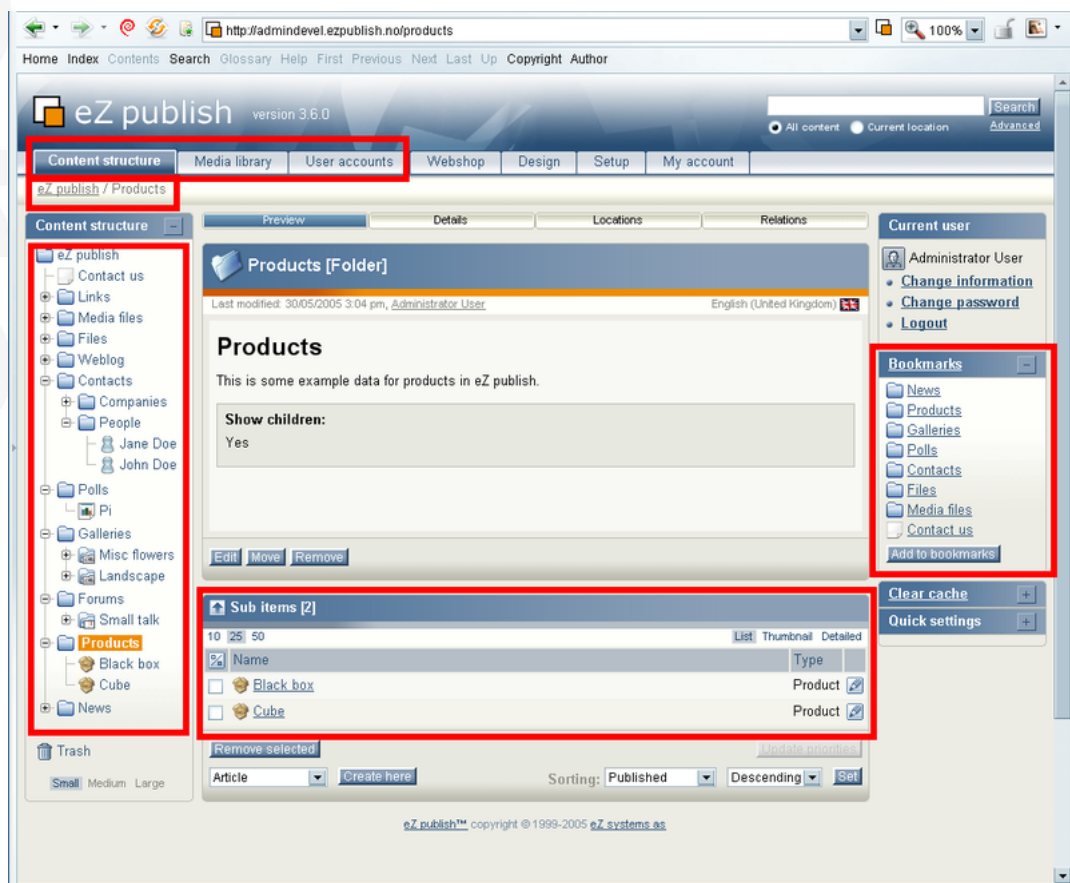 http://admindevel.ezpublish.no/products
100%
Home Index Contents Search Glossary Help First Previous Next Last Up Copyright Author
eZ publish version 3.6.0
Search
All content Current location Advanced
Content structure Media library User accounts Webshop Design Setup My account
eZ publish / Products
Content structure
eZ publish
Contact us
Links
Media files
Files
Weblog
Contacts
Companies
People
Jane Doe
John Doe
Polls
Pi
Galleries
Misc flowers
Landscape
Forums
Small talk
Products
Black box
Cube
News
Trash
Small Medium Large
Preview Details Locations Relations
Products [Folder]
Last modified: 30/05/2005 3:04 pm, Administrator User English (United Kingdom)
Products
This is some example data for products in eZ publish.
Show children:
Yes
Edit Move Remove
Sub items [2]
10 25 50 List Thumbnail Detailed
Name Type
Black box Product
Cube Product
Remove selected Update priorities
Article Create here Sorting: Published Descending Set
Current user
Administrator User
Change information
Change password
Logout
Bookmarks
News
Products
Galleries
Polls
Contacts
Files
Media files
Contact us
Add to bookmarks
Clear cache
Quick settings
eZ publish™ copyright © 1999-2005 eZ systems as